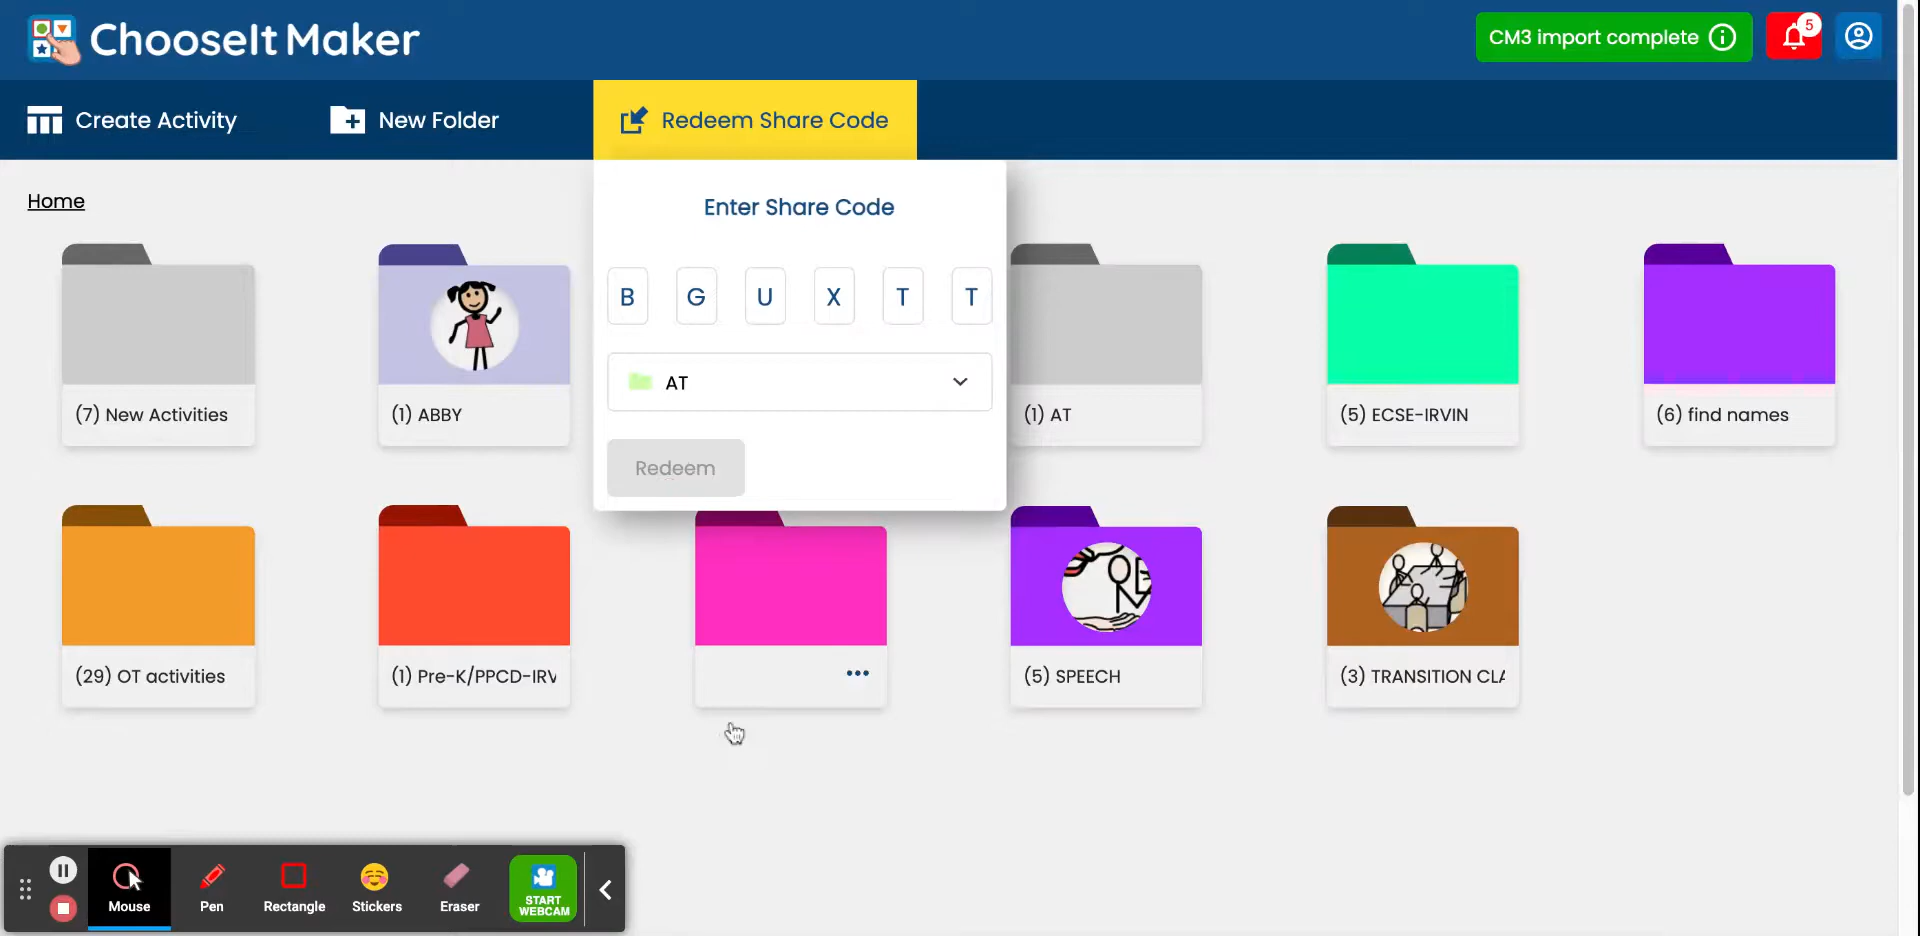 ChooseIt Maker
CM3 import complete
5
Create Activity
New Folder
Redeem Share Code
Home
Enter Share Code
B G U X T T
AT
Redeem
(7) New Activities
(1) ABBY
(1) AT
(5) ECSE-IRVIN
(6) find names
(29) OT activities
(1) Pre-K/PPCD-IRV
(5) SPEECH
(3) TRANSITION CLA
Mouse
Pen
Rectangle
Stickers
Eraser
START
WEBCAM